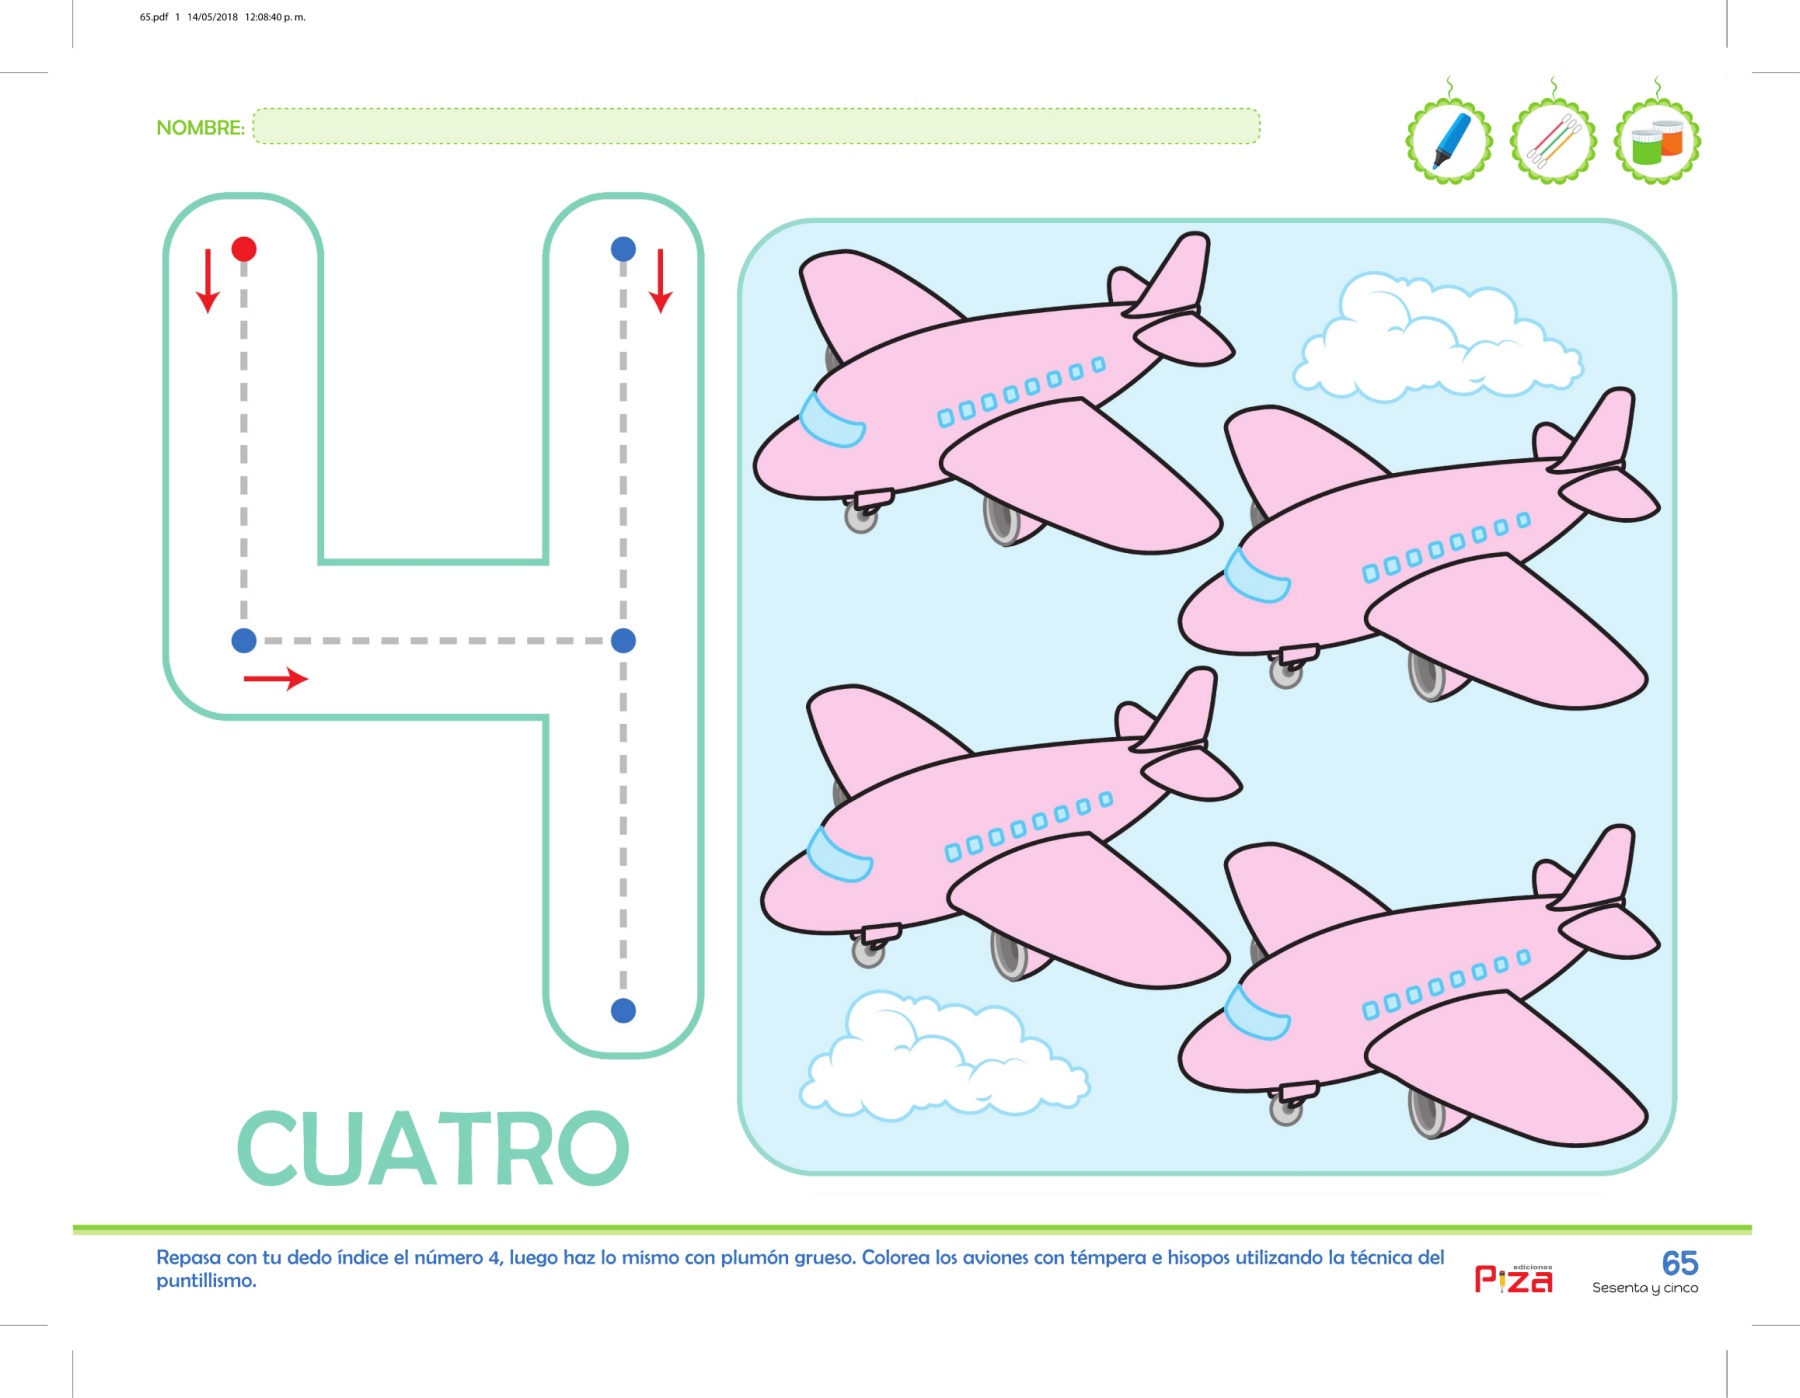 65.pdf 1 14/05/2018 12:08:40 p. m.
NOMBRE:
4
CUATRO
Repasa con tu dedo índice el número 4, luego haz lo mismo con plumón grueso. Colorea los aviones con témpera e hisopos utilizando la técnica del
puntillismo.
ediciones
Piza
65
Sesenta y cinco